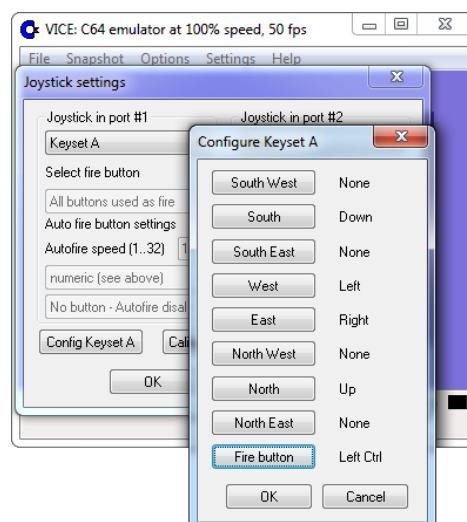 VICE: C64 emulator at 100% speed, 50 fps
File Snapshot Options Settings Help
Joystick settings
Joystick in port #1
Joystick in port #2
Keyset A
Select fire button
All buttons used as fire
Auto fire button settings
Autofire speed (1..32)
numeric (see above)
No button - Autofire
Config Keyset A
OK
Configure Keyset A
South West None
South Down
South East None
West Left
East Right
North West None
North Up
North East None
Fire button Left Ctrl
OK Cancel